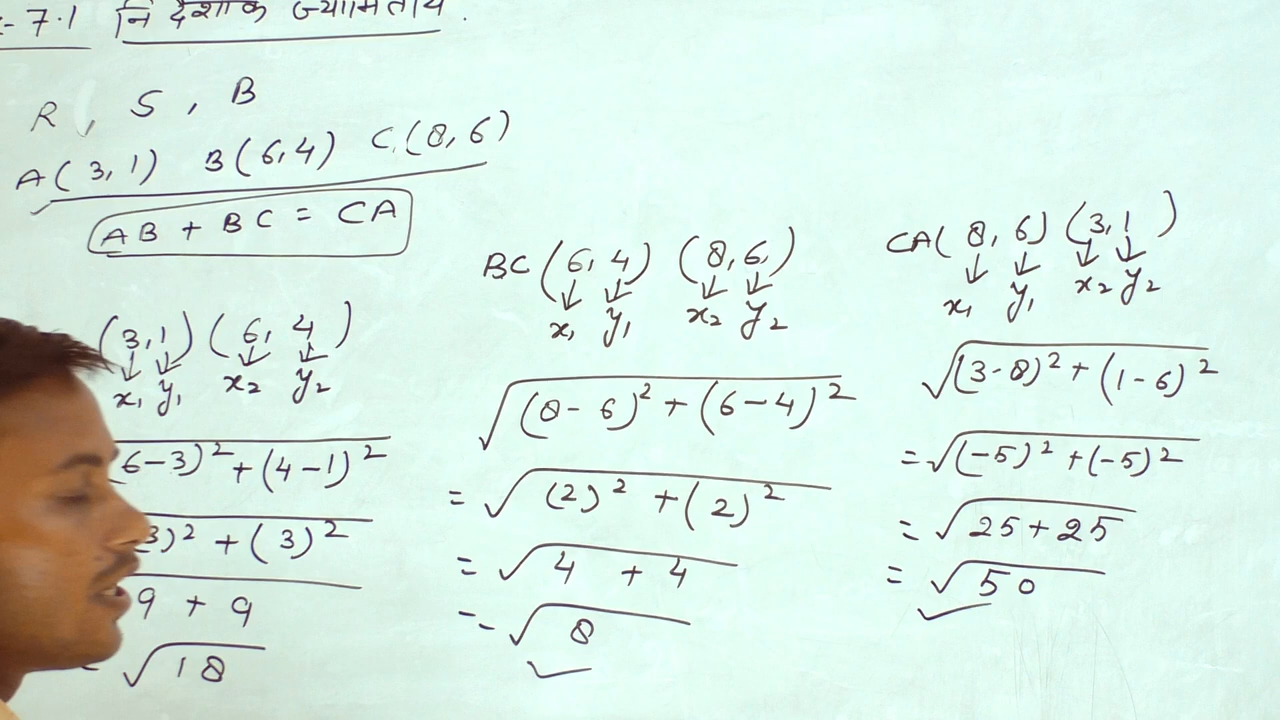 - 7.1 नि र्देशांक ज्यामितीय.
R, S, B
A(3,1) B(6,4) C.(8,6)
AB + BC = CA
(3,1) (6, 4)
x₁ y₁ x₂ y₂
6-3)² + (4-1)²
3)² + (3)²
9 + 9
√18
BC (6,4) (8,6)
x₁ y₁ x₂ y₂
√(8-6)² + (6-4)²
= √(2)² + (2)²
= √4 + 4
= √8
CA(8,6) (3,1)
x₁ y₁ x₂ y₂
√(3-8)² + (1-6)²
= √(-5)² + (-5)²
= √25 + 25
= √50